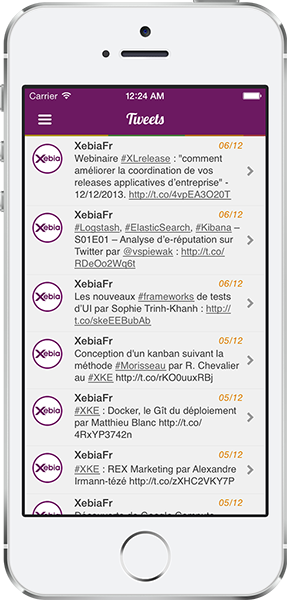 Carrier 12:24 AM
Tweets
Xebia XebiaFr 06/12
Webinaire #XLrelease : "comment
améliorer la coordination de vos
releases applicatives d'entreprise" -
12/12/2013. http://t.co/4vpEA3O20T
Xebia XebiaFr 06/12
#Logstash, #ElasticSearch, #Kibana –
S01E01 – Analyse d'e-réputation sur
Twitter par @vspiewak : http://t.co/
RDeOo2Wq6t
Xebia XebiaFr 06/12
Les nouveaux #frameworks de tests
d'UI par Sophie Trinh-Khanh : http://
t.co/skeEEBubAb
Xebia XebiaFr 05/12
Conception d'un kanban suivant la
méthode #Morisseau par R. Chevalier
au #XKE http://t.co/rKO0uuxRBj
Xebia XebiaFr 05/12
#XKE : Docker, le Gît du déploiement
par Matthieu Blanc http://t.co/
4RxYP3742n
Xebia XebiaFr 05/12
#XKE : REX Marketing par Alexandre
Irmann-tézé http://t.co/zXHC2VKY7P
Xebia XebiaFr 05/12